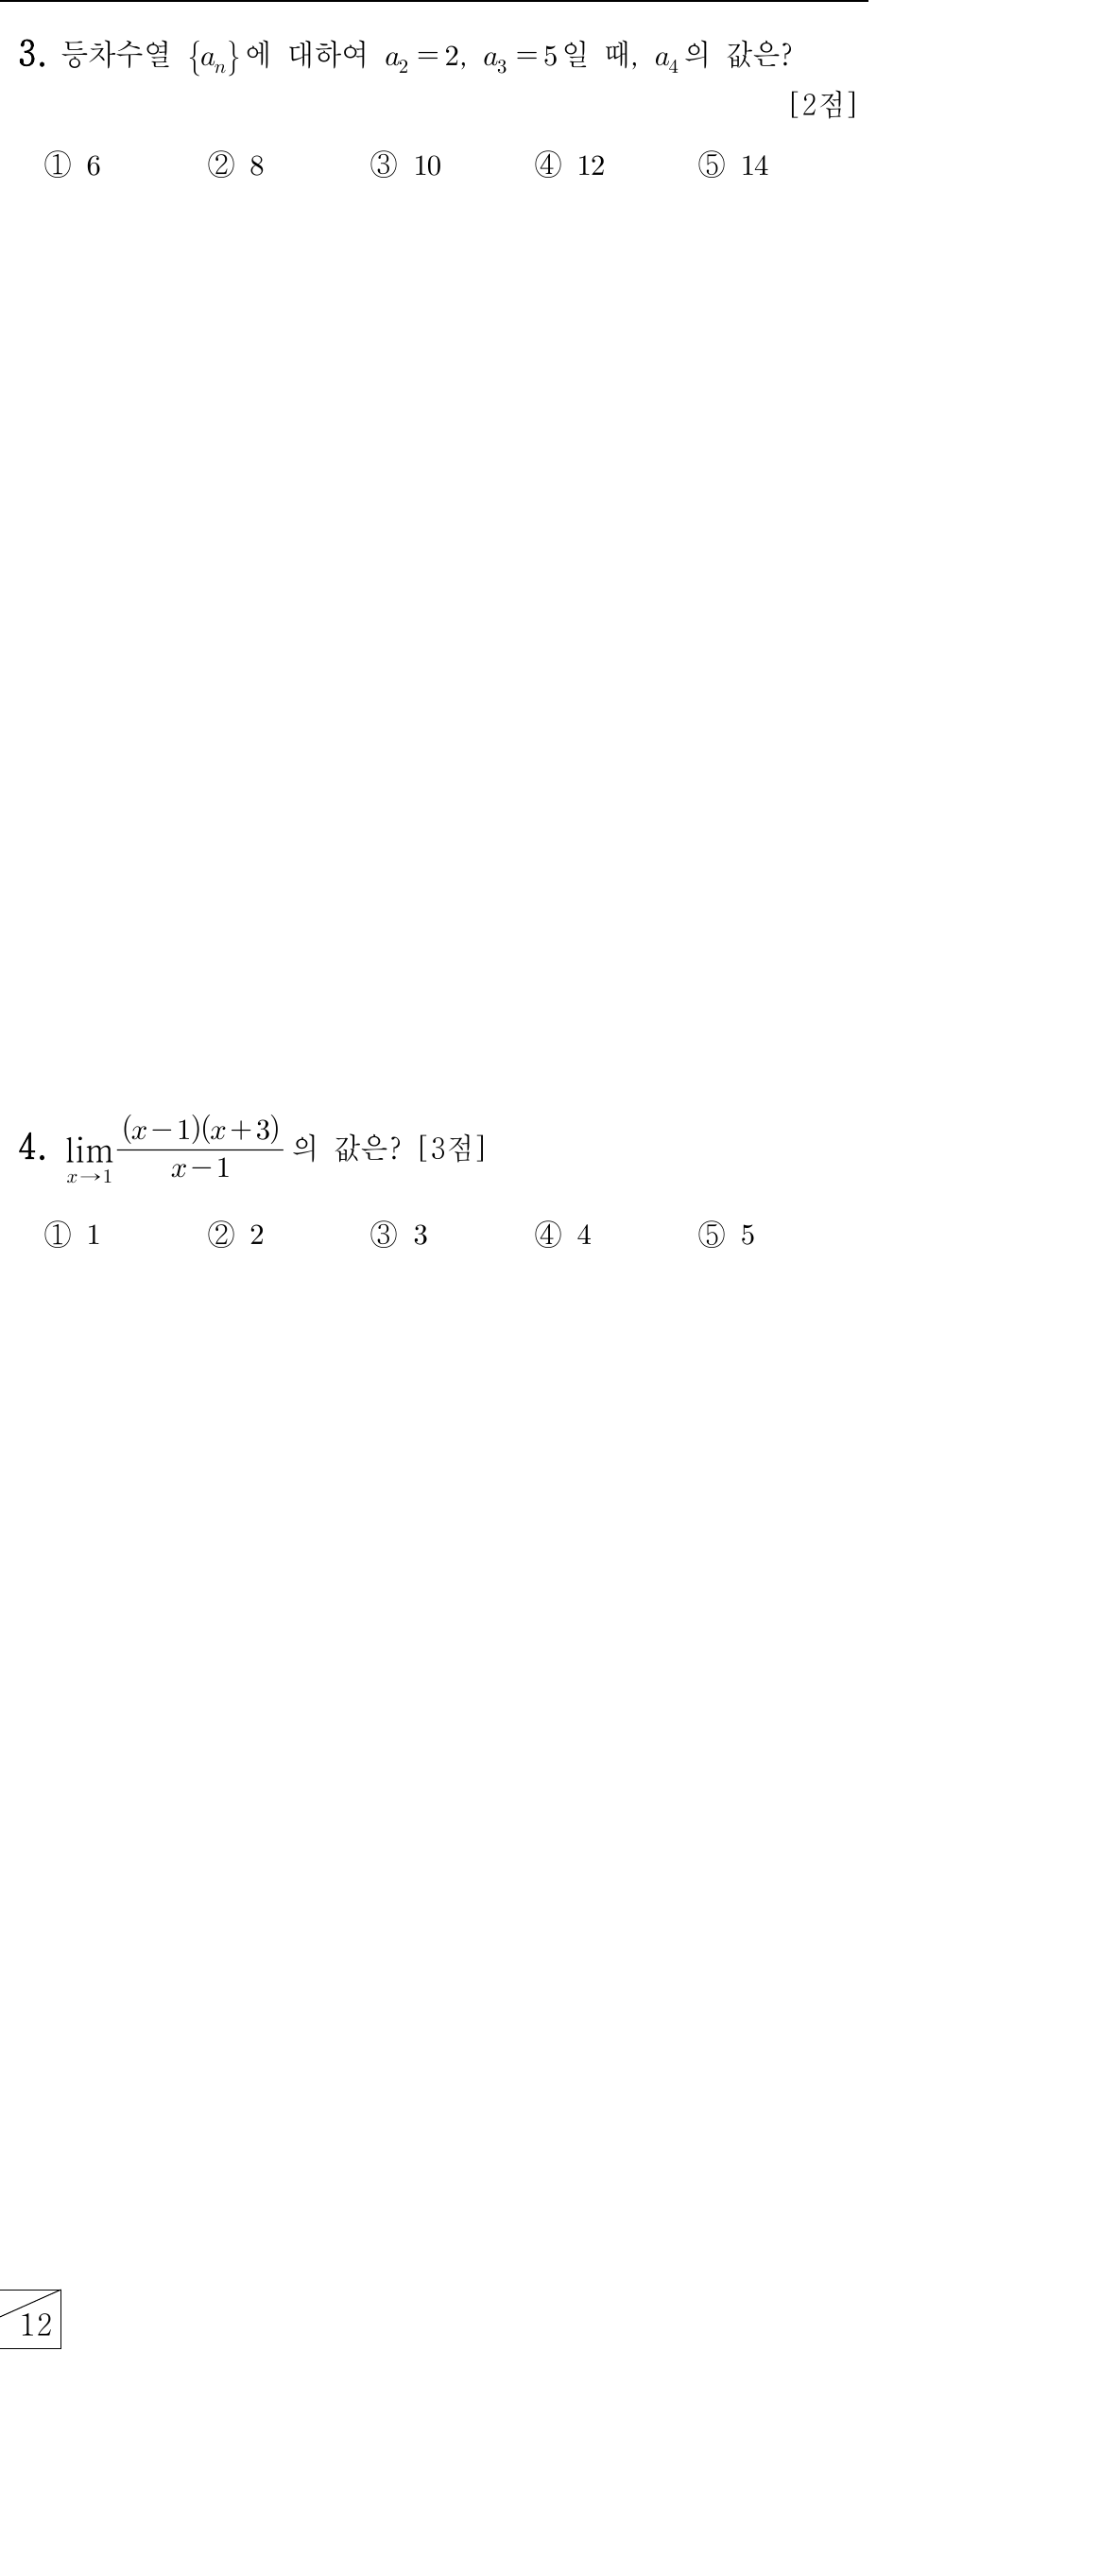 3. 등차수열 {aₙ}에 대하여 a₂=2, a₃=5일 때, a₄의 값은?
[2점]
① 6 ② 8 ③ 10 ④ 12 ⑤ 14
4. lim_{x→1} (x-1)(x+3)/(x-1) 의 값은? [3점]
① 1 ② 2 ③ 3 ④ 4 ⑤ 5
12